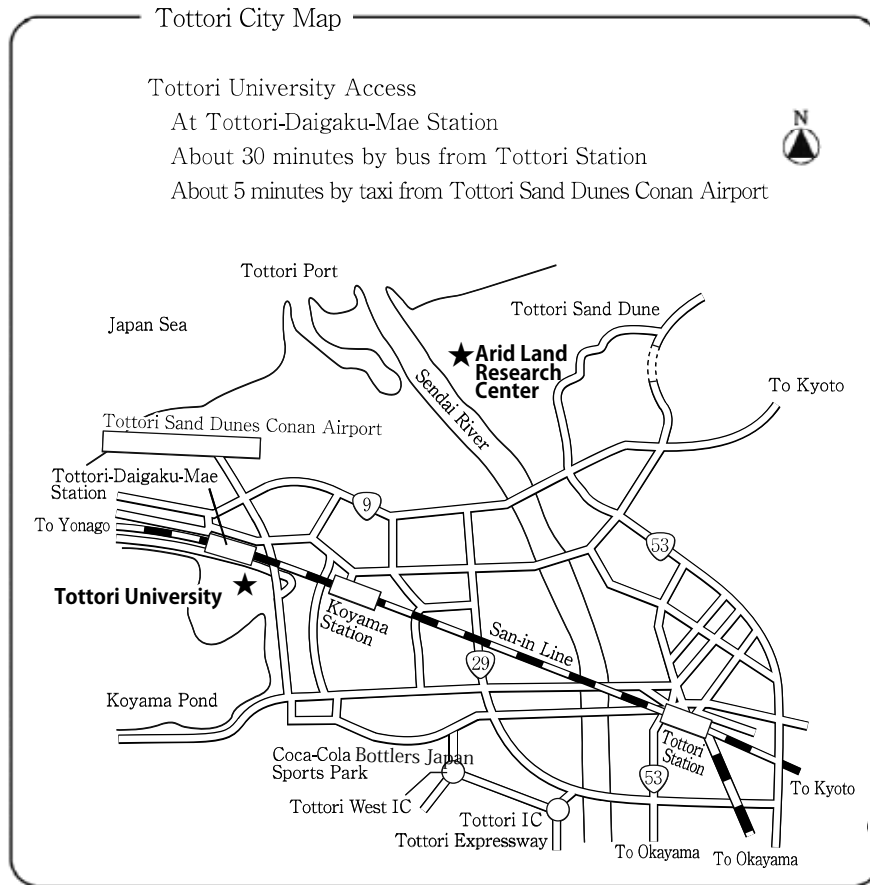 Tottori City Map
Tottori University Access
At Tottori-Daigaku-Mae Station
About 30 minutes by bus from Tottori Station
About 5 minutes by taxi from Tottori Sand Dunes Conan Airport
N
Tottori Port
Tottori Sand Dune
Japan Sea
Arid Land
Research
Center
Sendai River
To Kyoto
Tottori Sand Dunes Conan Airport
Tottori-Daigaku-Mae
Station
9
To Yonago
53
Tottori University
Koyama
Station
San-in Line
29
Koyama Pond
Tottori
Station
Coca-Cola Bottlers Japan
Sports Park
53
To Kyoto
Tottori West IC
Tottori IC
Tottori Expressway
To Okayama
To Okayama